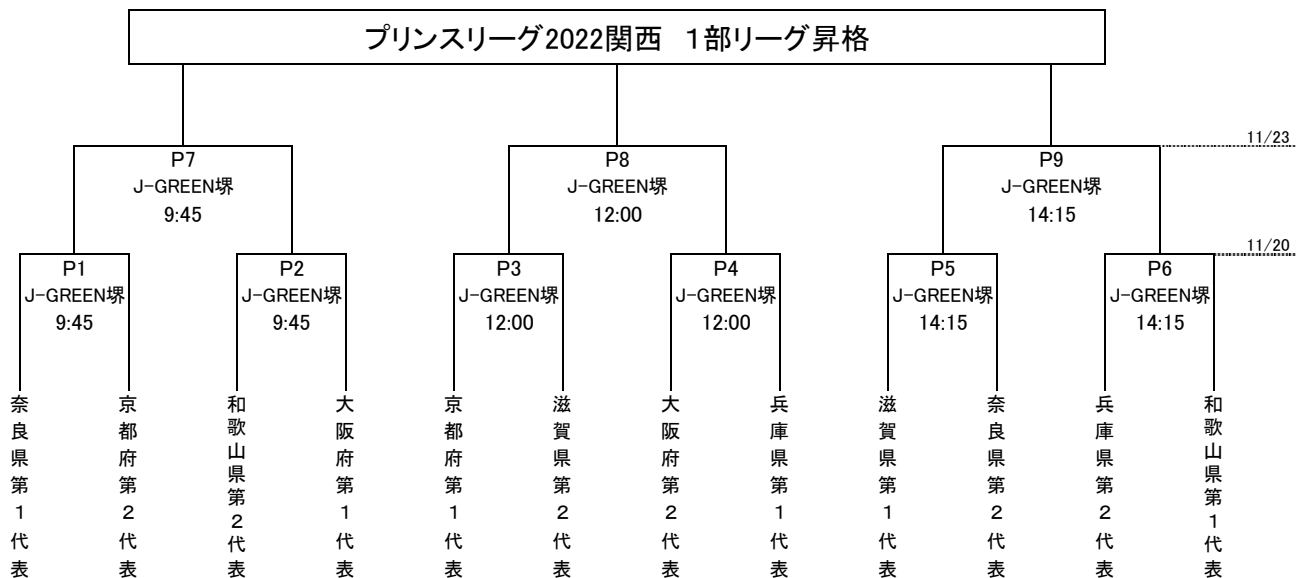 プリンスリーグ2022関西　1部リーグ昇格
11/23
P7
J-GREEN堺
9:45
P8
J-GREEN堺
12:00
P9
J-GREEN堺
14:15
11/20
P1
J-GREEN堺
9:45
P2
J-GREEN堺
9:45
P3
J-GREEN堺
12:00
P4
J-GREEN堺
12:00
P5
J-GREEN堺
14:15
P6
J-GREEN堺
14:15
奈良県第1代表
京都府第2代表
和歌山県第2代表
大阪府第1代表
京都府第1代表
滋賀県第2代表
大阪府第2代表
兵庫県第1代表
滋賀県第1代表
奈良県第2代表
兵庫県第2代表
和歌山県第1代表